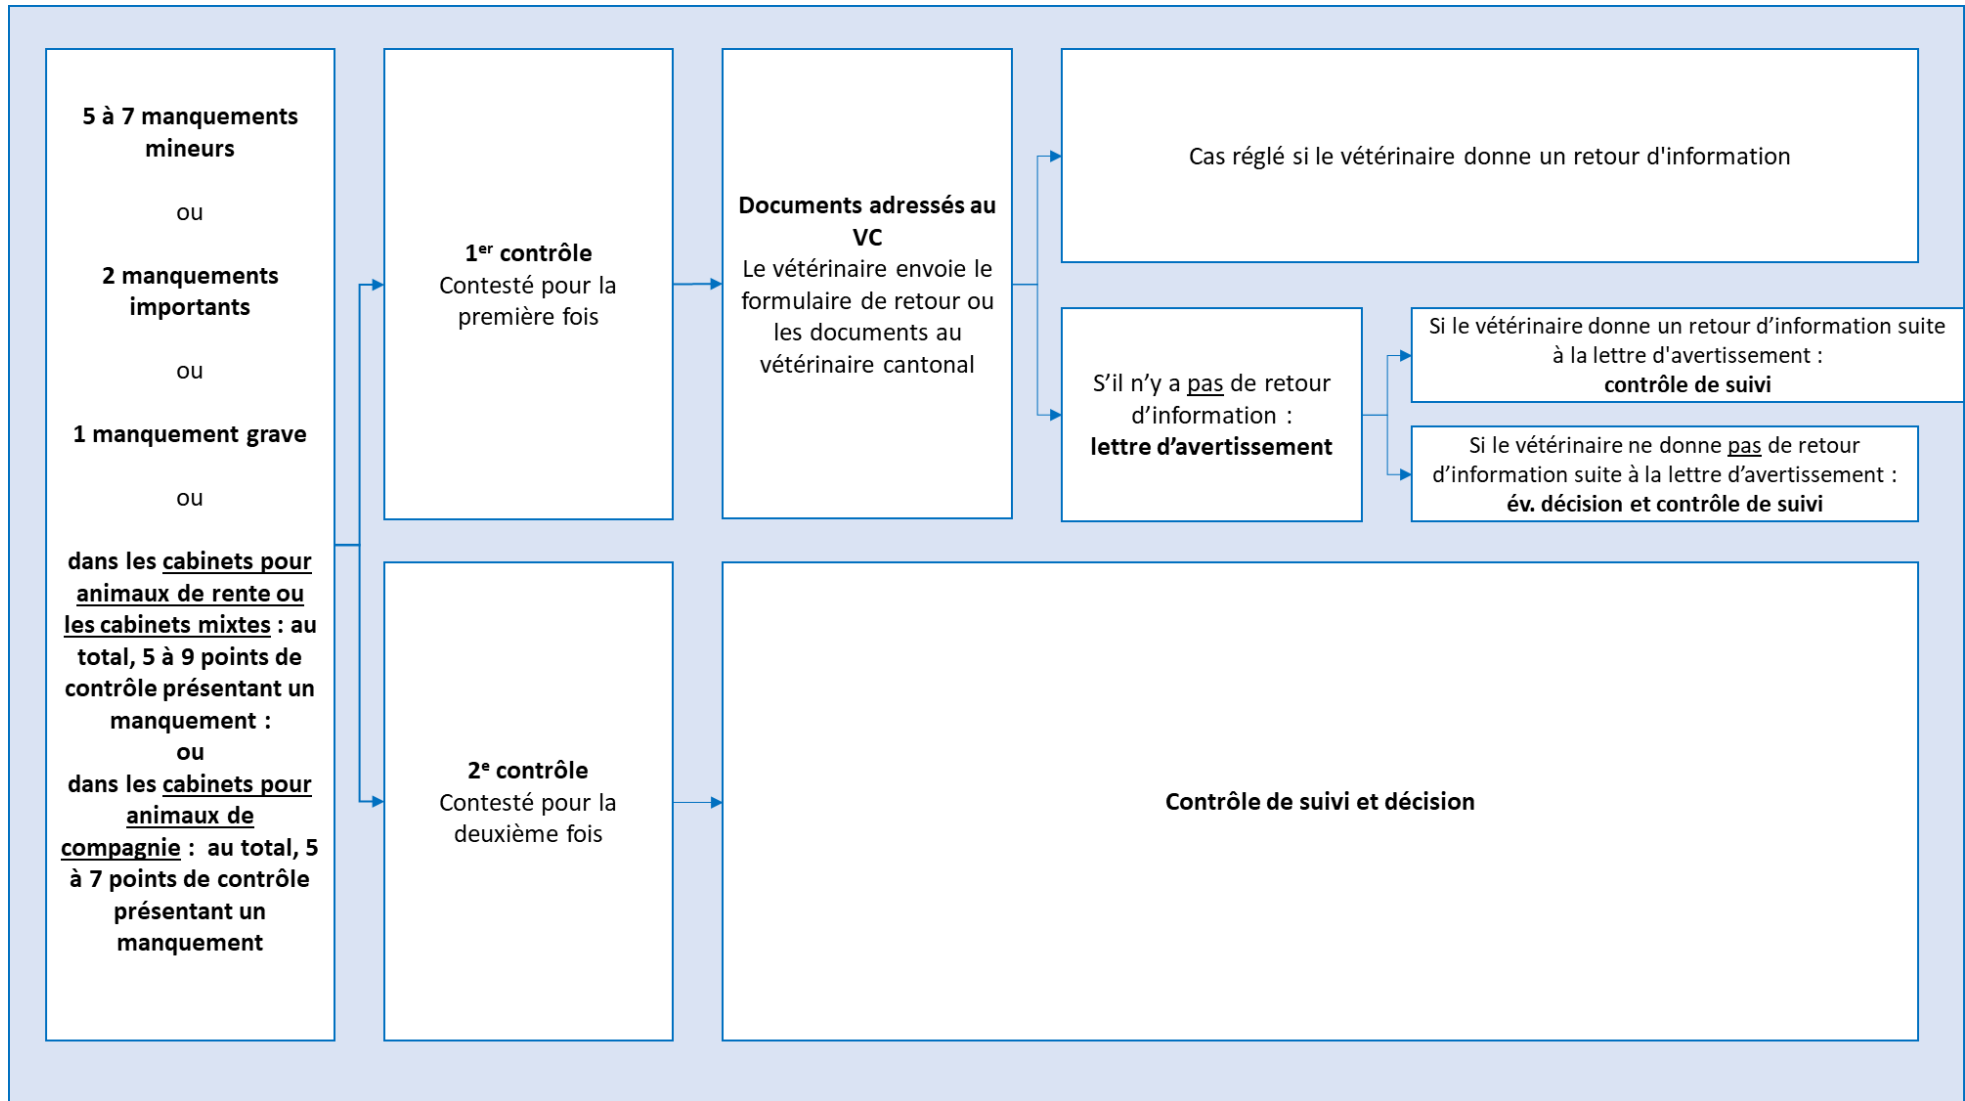 5 à 7 manquements
mineurs
ou
2 manquements
importants
ou
1 manquement grave
ou
dans les cabinets pour
animaux de rente ou
les cabinets mixtes : au
total, 5 à 9 points de
contrôle présentant un
manquement :
ou
dans les cabinets pour
animaux de
compagnie :  au total, 5
à 7 points de contrôle
présentant un
manquement
1er contrôle
Contesté pour la
première fois
Documents adressés au
VC
Le vétérinaire envoie le
formulaire de retour ou
les documents au
vétérinaire cantonal
Cas réglé si le vétérinaire donne un retour d'information
S’il n’y a pas de retour
d’information :
lettre d’avertissement
Si le vétérinaire donne un retour d’information suite
à la lettre d'avertissement :
contrôle de suivi
Si le vétérinaire ne donne pas de retour
d’information suite à la lettre d’avertissement :
év. décision et contrôle de suivi
2e contrôle
Contesté pour la
deuxième fois
Contrôle de suivi et décision